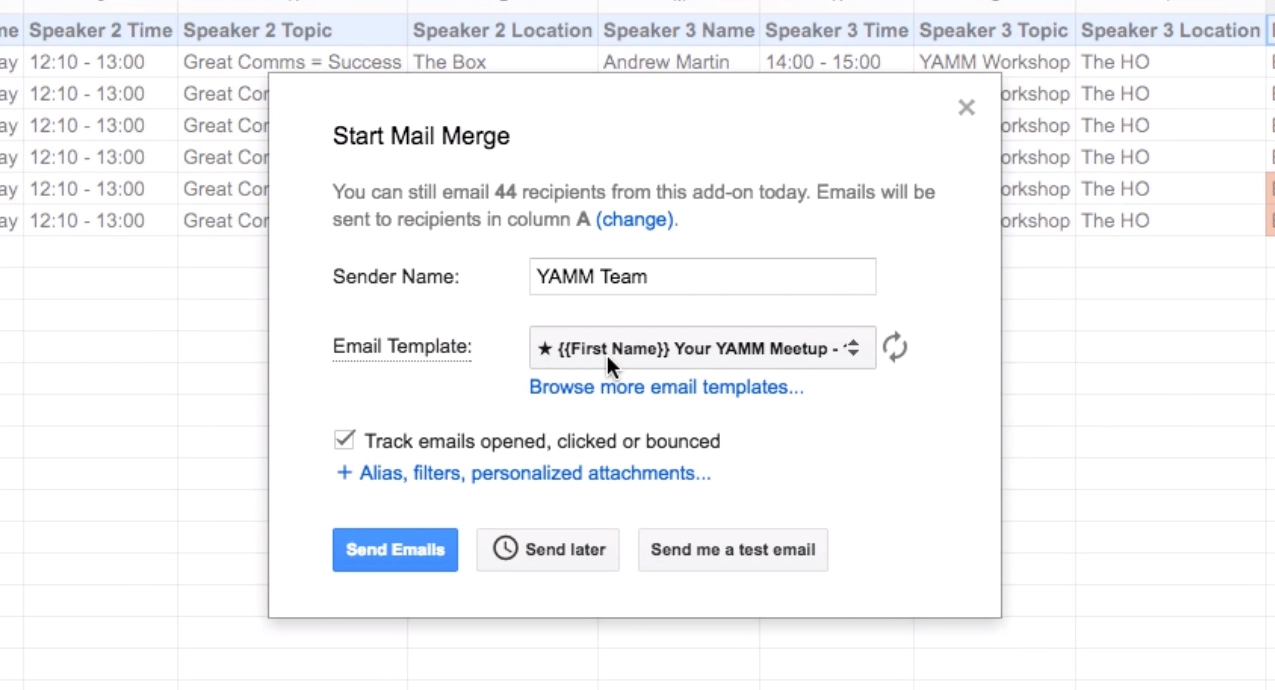 ne Speaker 2 Time Speaker 2 Topic Speaker 2 Location Speaker 3 Name Speaker 3 Time Speaker 3 Topic Speaker 3 Location
ay 12:10 - 13:00 Great Comms = Success The Box Andrew Martin 14:00 - 15:00 YAMM Workshop The HO
ay 12:10 - 13:00 Great Cor orkshop The HO
ay 12:10 - 13:00 Great Cor orkshop The HO
ay 12:10 - 13:00 Great Cor orkshop The HO
ay 12:10 - 13:00 Great Cor orkshop The HO
ay 12:10 - 13:00 Great Cor orkshop The HO
Start Mail Merge
You can still email 44 recipients from this add-on today. Emails will be
sent to recipients in column A (change).
Sender Name: YAMM Team
Email Template: ★ {{First Name}} Your YAMM Meetup -
Browse more email templates...
Track emails opened, clicked or bounced
+ Alias, filters, personalized attachments...
Send Emails Send later Send me a test email